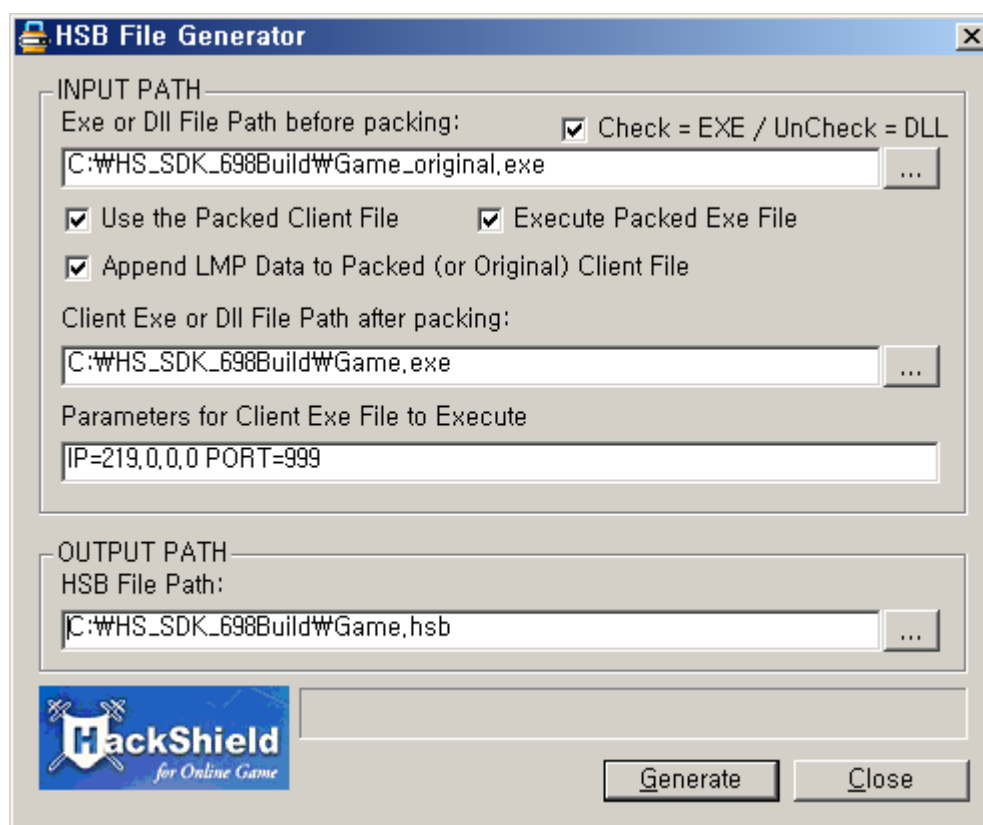 HSB File Generator
INPUT PATH
Exe or Dll File Path before packing:
Check = EXE / UnCheck = DLL
C:₩HS_SDK_698Build₩Game_original.exe
...
Use the Packed Client File
Execute Packed Exe File
Append LMP Data to Packed (or Original) Client File
Client Exe or Dll File Path after packing:
C:₩HS_SDK_698Build₩Game.exe
...
Parameters for Client Exe File to Execute
IP=219.0.0.0 PORT=999
OUTPUT PATH
HSB File Path:
C:₩HS_SDK_698Build₩Game.hsb
...
HackShield
for Online Game
Generate
Close